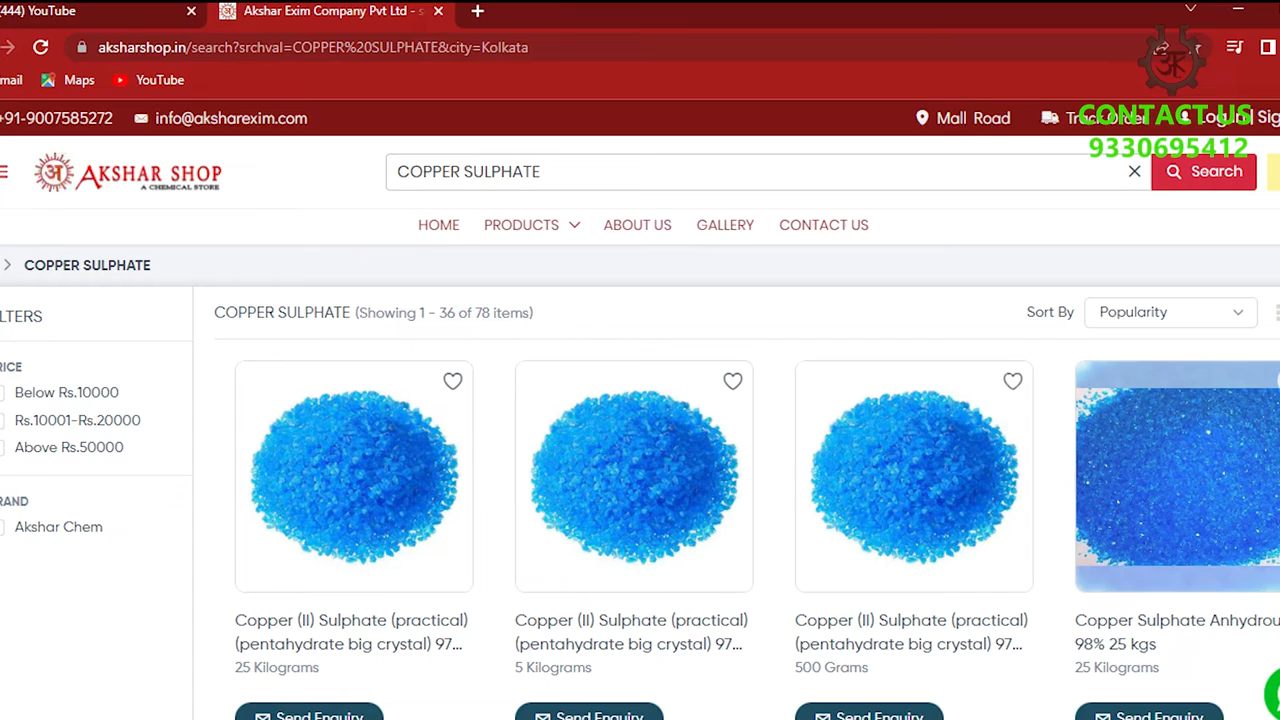 (444) YouTube
Akshar Exim Company Pvt Ltd - s
aksharshop.in/search?srchval=COPPER%20SULPHATE&city=Kolkata
mail Maps YouTube
+91-9007585272 info@aksharexim.com Mall Road Track Order Login Sig
CONTACT US
9330695412
AKSHAR SHOP
A CHEMICAL STORE
COPPER SULPHATE Search
HOME PRODUCTS ABOUT US GALLERY CONTACT US
COPPER SULPHATE
LTERS
COPPER SULPHATE (Showing 1 - 36 of 78 items) Sort By Popularity
RICE
Below Rs.10000
Rs.10001-Rs.20000
Above Rs.50000
RAND
Akshar Chem
Copper (II) Sulphate (practical)
(pentahydrate big crystal) 97...
25 Kilograms
Send Enquiry
Copper (II) Sulphate (practical)
(pentahydrate big crystal) 97...
5 Kilograms
Send Enquiry
Copper (II) Sulphate (practical)
(pentahydrate big crystal) 97...
500 Grams
Send Enquiry
Copper Sulphate Anhydrou
98% 25 kgs
25 Kilograms
Send Enquiry